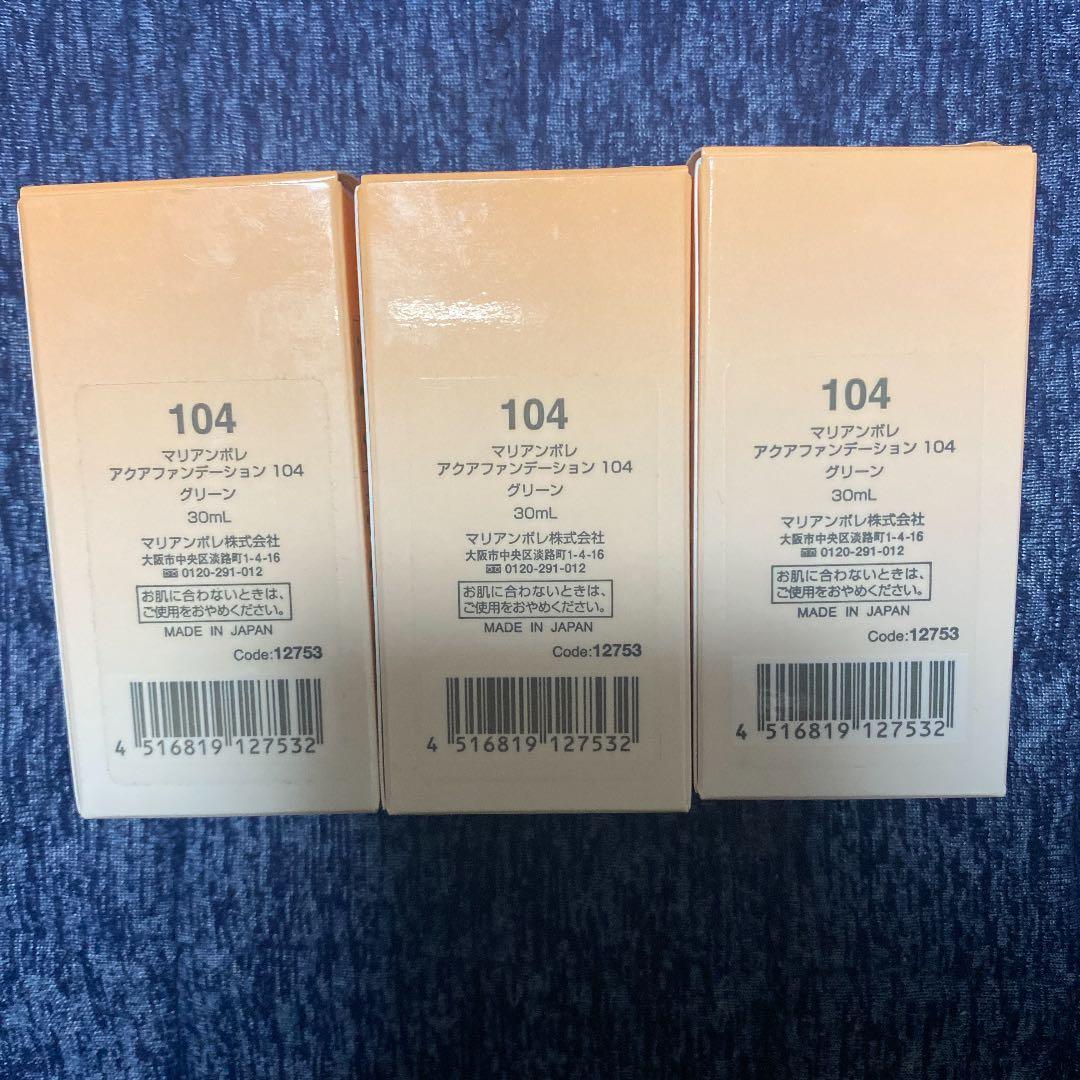 104
マリアンボレ
アクアファンデーション 104
グリーン
30mL
マリアンボレ株式会社
大阪市中央区淡路町1-4-16
0120-291-012
お肌に合わないときは、
ご使用をおやめください。
MADE IN JAPAN
Code:12753
4 516819 127532
104
マリアンボレ
アクアファンデーション 104
グリーン
30mL
マリアンボレ株式会社
大阪市中央区淡路町1-4-16
0120-291-012
お肌に合わないときは、
ご使用をおやめください。
MADE IN JAPAN
Code:12753
4 516819 127532
104
マリアンボレ
アクアファンデーション 104
グリーン
30mL
マリアンボレ株式会社
大阪市中央区淡路町1-4-16
0120-291-012
お肌に合わないときは、
ご使用をおやめください。
MADE IN JAPAN
Code:12753
4 516819 127532